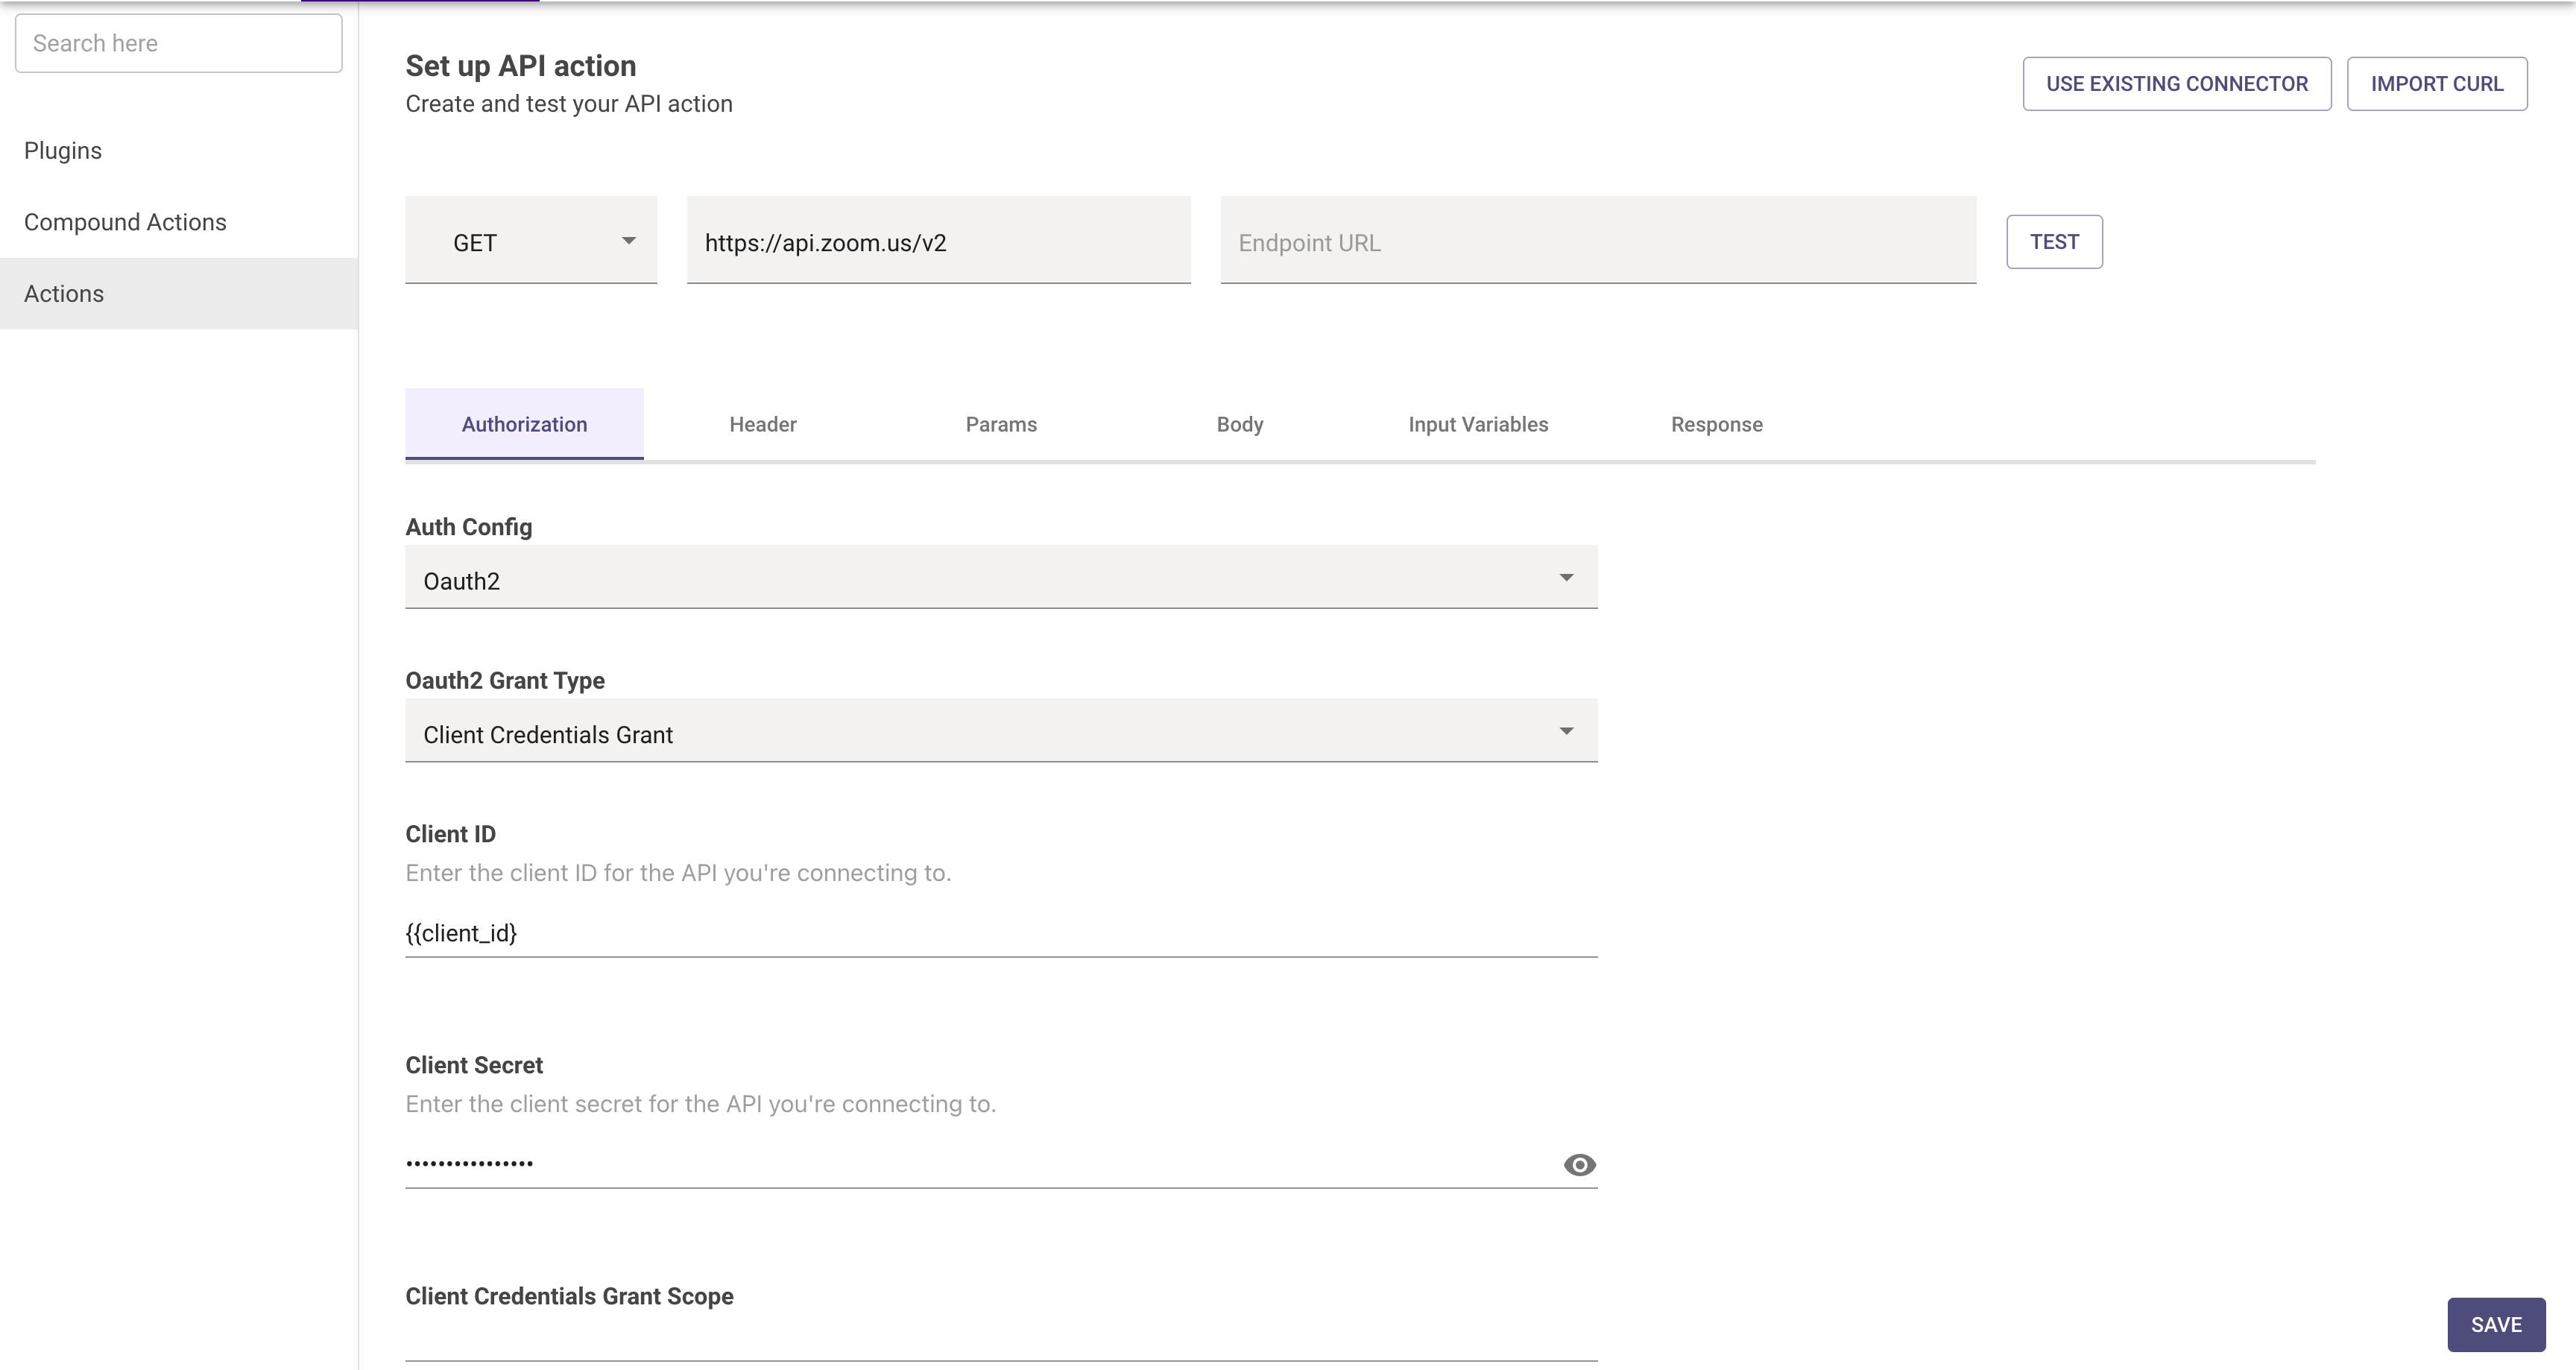 Search here
Plugins
Compound Actions
Actions
Set up API action
Create and test your API action
USE EXISTING CONNECTOR
IMPORT CURL
GET
https://api.zoom.us/v2
Endpoint URL
TEST
Authorization
Header
Params
Body
Input Variables
Response
Auth Config
Oauth2
Oauth2 Grant Type
Client Credentials Grant
Client ID
Enter the client ID for the API you're connecting to.
{{client_id}
Client Secret
Enter the client secret for the API you're connecting to.
••••••••••••••••
Client Credentials Grant Scope
SAVE